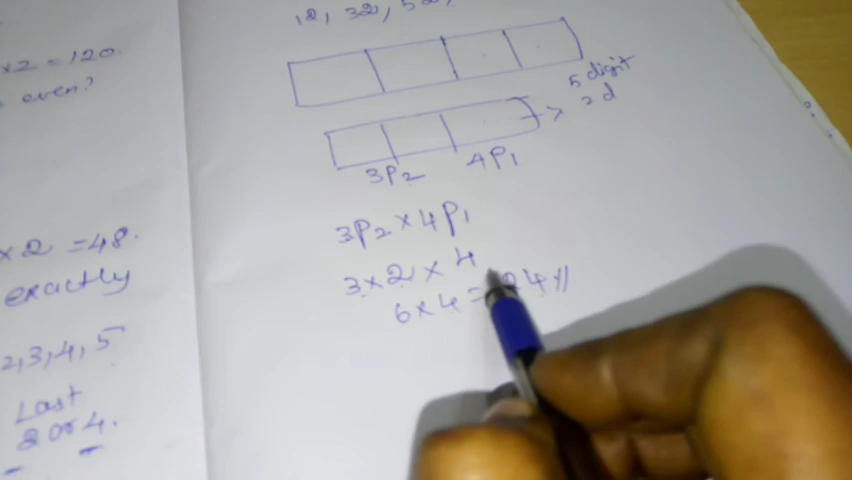 ×2 = 120.
even?
×2 = 48.
exactly
2,3,4,5
Last
2 or 4.
12, 32, 52,
5 digit
3P2 4P1
3P2 × 4P1
3 × 2 × 4
6 × 4 = 24 //